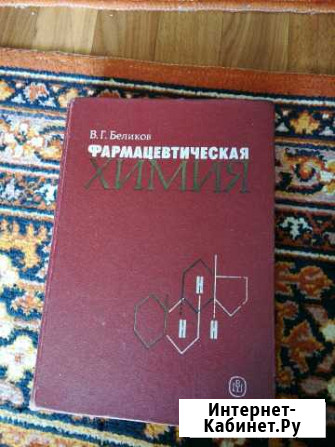 В. Г. Беликов
ФАРМАЦЕВТИЧЕСКАЯ
ХИМИЯ
H
H
H H
Интернет-
Кабинет.Ру